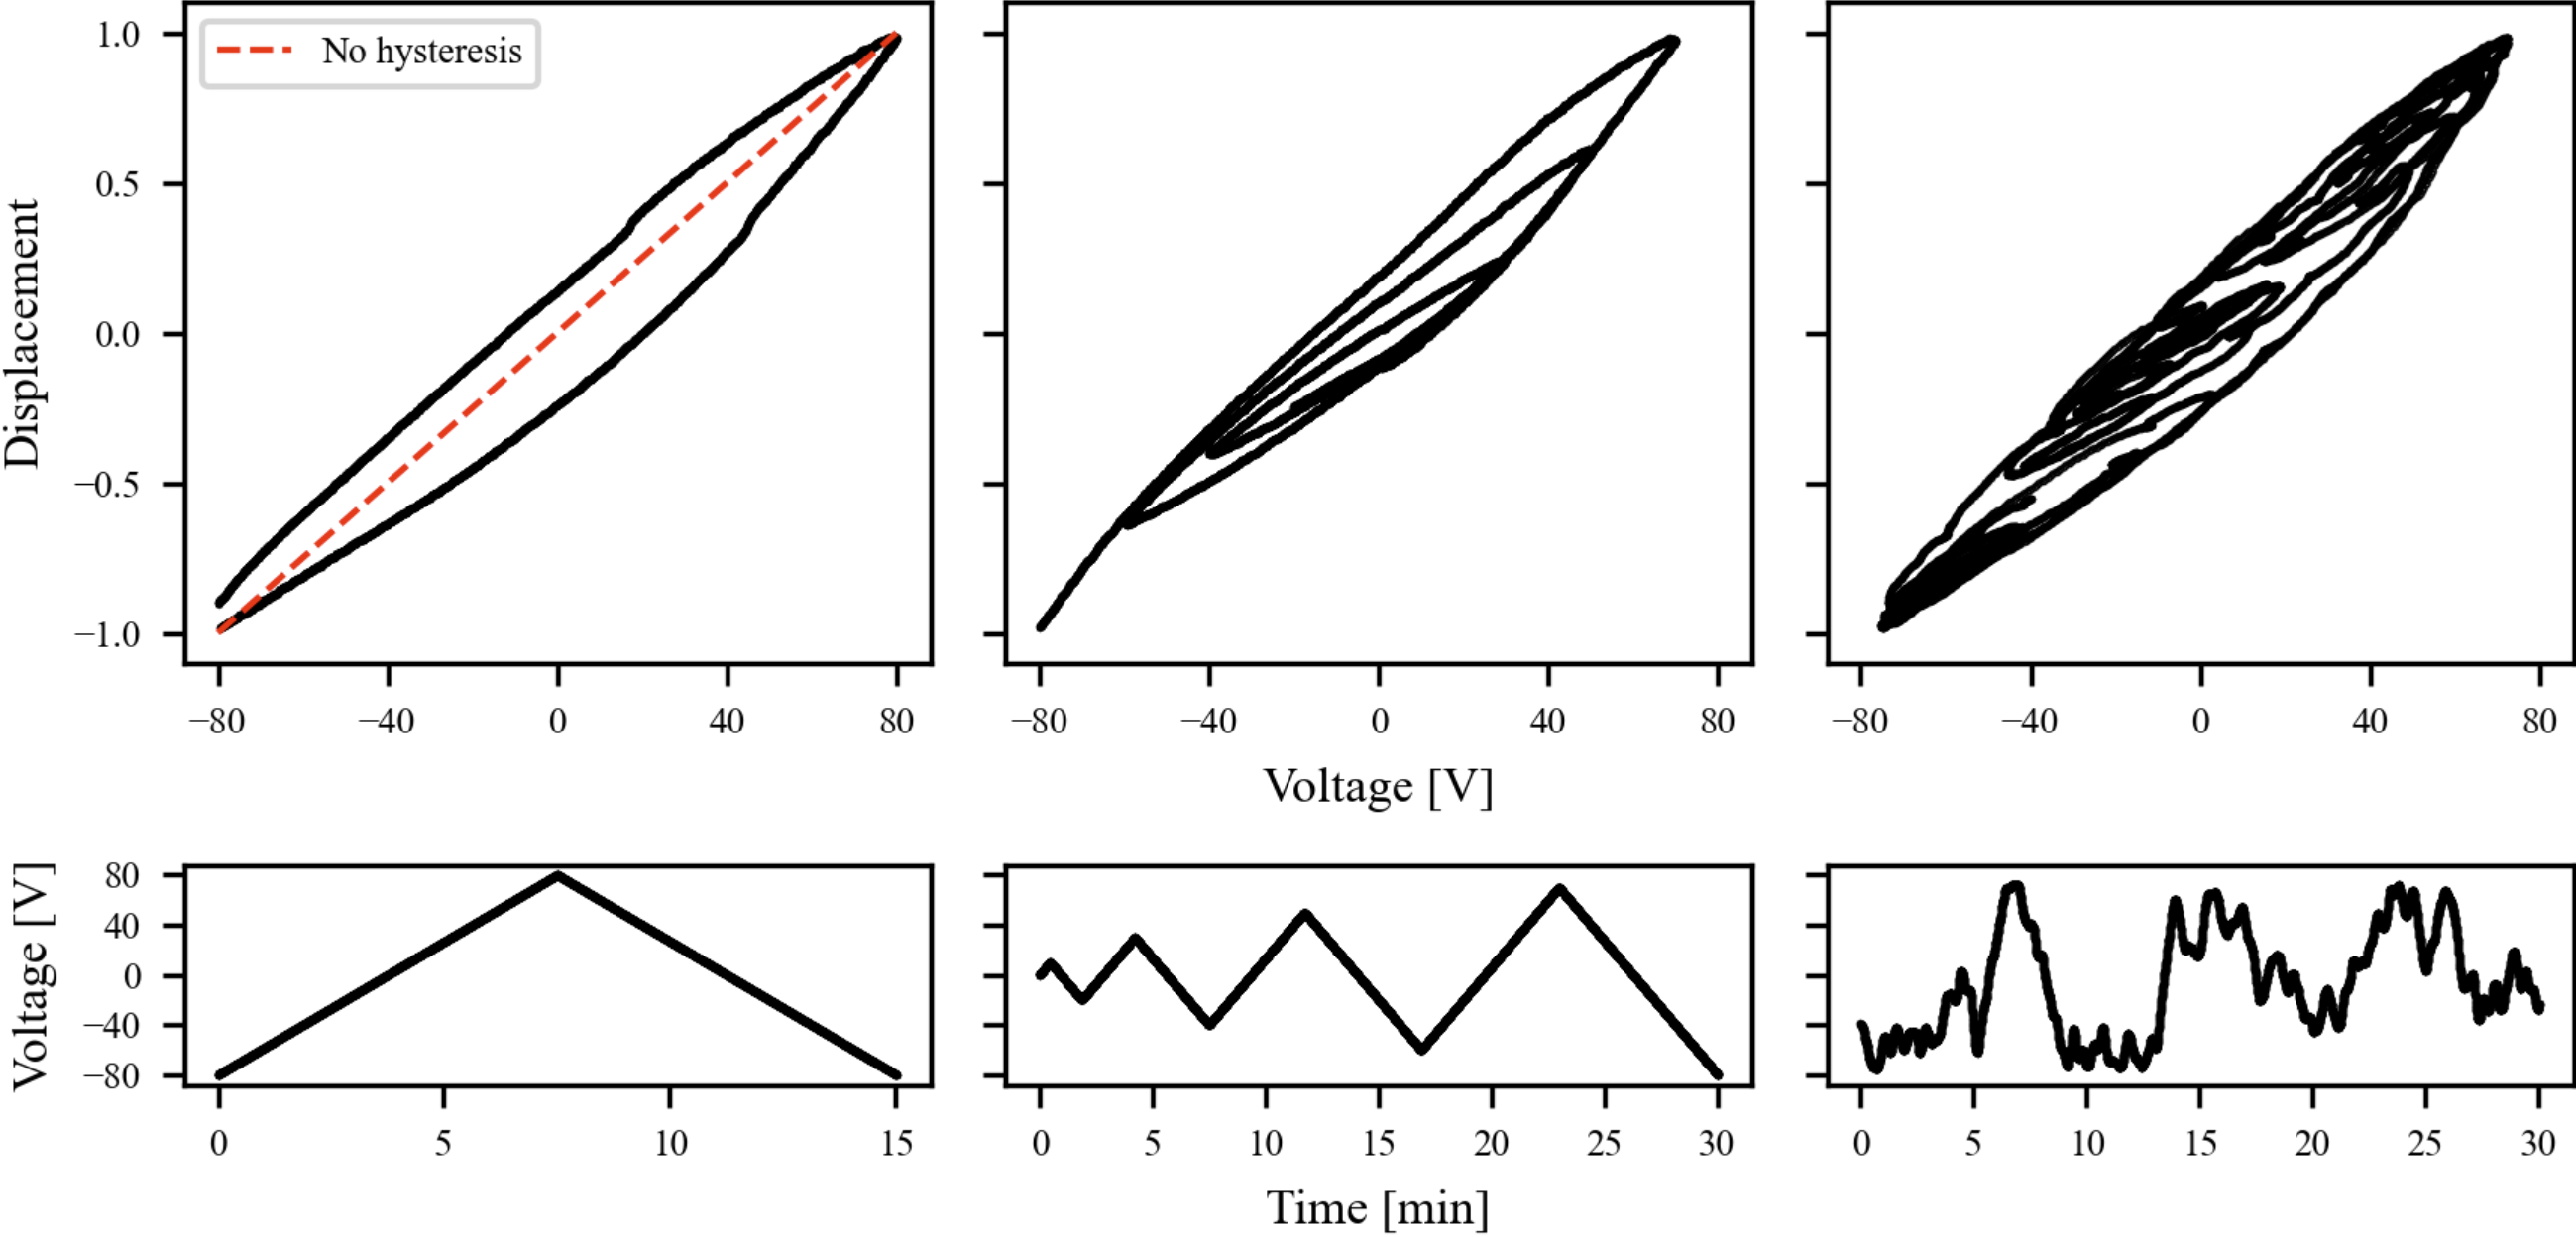 No hysteresis
Displacement
1.0
0.5
0.0
−0.5
−1.0
−80 −40 0 40 80
−80 −40 0 40 80
−80 −40 0 40 80
Voltage [V]
Voltage [V]
80
40
0
−40
−80
0 5 10 15
0 5 10 15 20 25 30
0 5 10 15 20 25 30
Time [min]